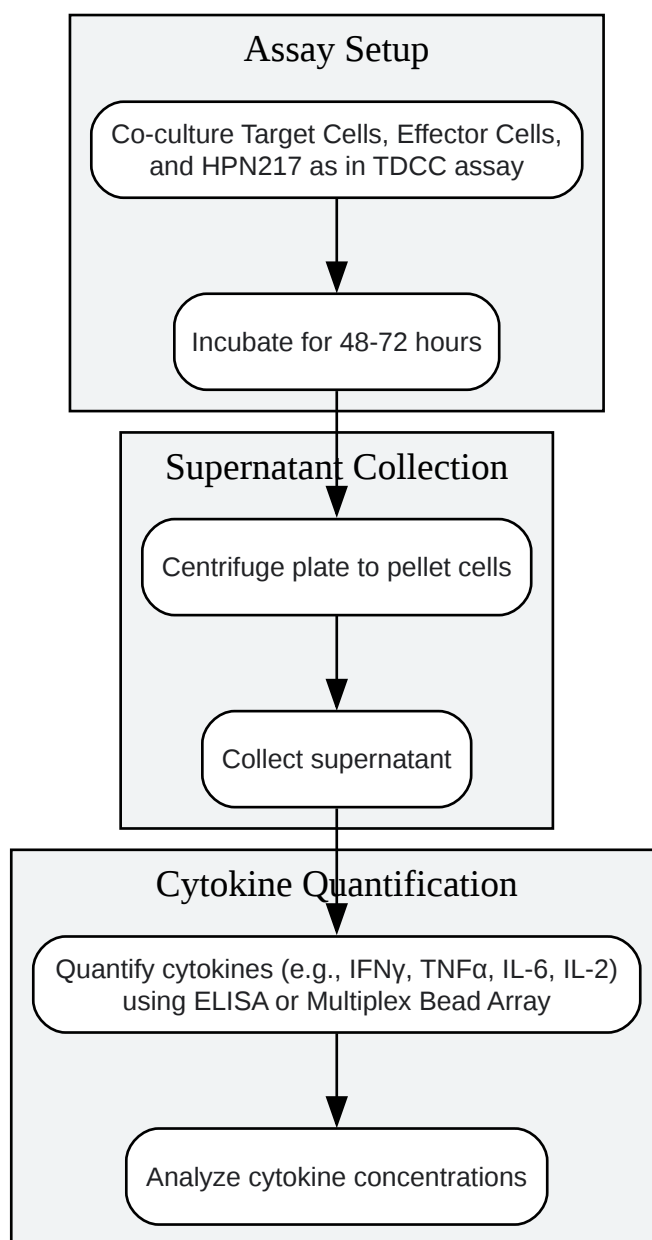 Assay Setup
Co-culture Target Cells, Effector Cells,
and HPN217 as in TDCC assay
Incubate for 48-72 hours
Supernatant Collection
Centrifuge plate to pellet cells
Collect supernatant
Cytokine Quantification
Quantify cytokines (e.g., IFNγ, TNFα, IL-6, IL-2)
using ELISA or Multiplex Bead Array
Analyze cytokine concentrations